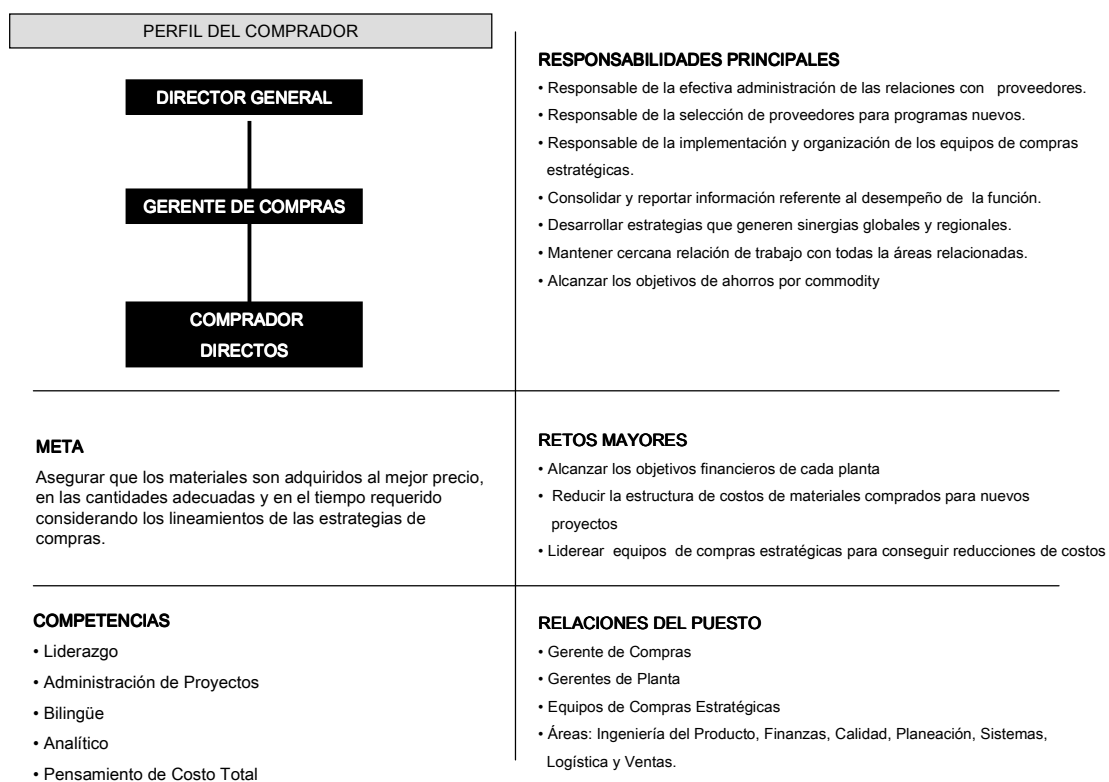 PERFIL DEL COMPRADOR
DIRECTOR GENERAL
GERENTE DE COMPRAS
COMPRADOR
DIRECTOS
RESPONSABILIDADES PRINCIPALES
• Responsable de la efectiva administración de las relaciones con proveedores.
• Responsable de la selección de proveedores para programas nuevos.
• Responsable de la implementación y organización de los equipos de compras
estratégicas.
• Consolidar y reportar información referente al desempeño de la función.
• Desarrollar estrategias que generen sinergias globales y regionales.
• Mantener cercana relación de trabajo con todas la áreas relacionadas.
• Alcanzar los objetivos de ahorros por commodity
META
Asegurar que los materiales son adquiridos al mejor precio,
en las cantidades adecuadas y en el tiempo requerido
considerando los lineamientos de las estrategias de
compras.
RETOS MAYORES
• Alcanzar los objetivos financieros de cada planta
• Reducir la estructura de costos de materiales comprados para nuevos
proyectos
• Liderear equipos de compras estratégicas para conseguir reducciones de costos
COMPETENCIAS
• Liderazgo
• Administración de Proyectos
• Bilingüe
• Analítico
• Pensamiento de Costo Total
RELACIONES DEL PUESTO
• Gerente de Compras
• Gerentes de Planta
• Equipos de Compras Estratégicas
• Áreas: Ingeniería del Producto, Finanzas, Calidad, Planeación, Sistemas,
Logística y Ventas.